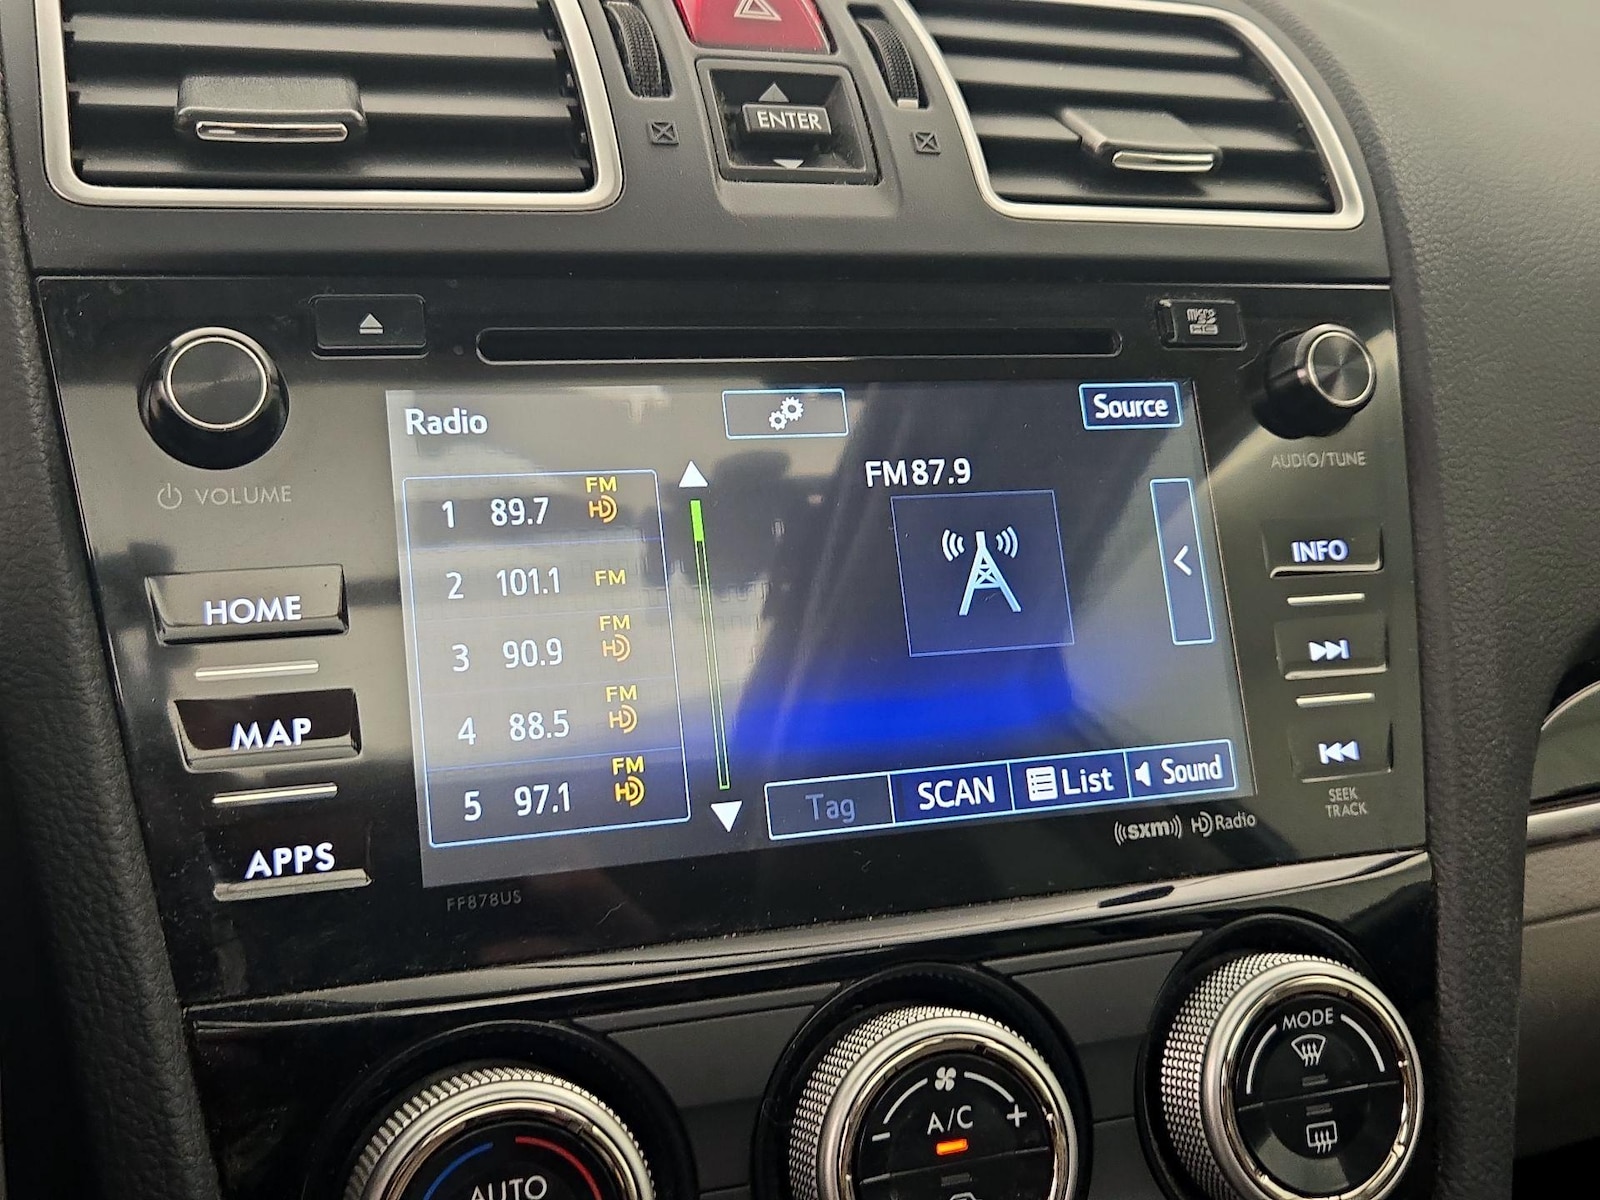 ENTER
micro
HC
VOLUME
AUDIO/TUNE
Radio
Source
FM 87.9
1 89.7 FM HD
2 101.1 FM
3 90.9 FM HD
4 88.5 FM HD
5 97.1 FM HD
Tag SCAN List Sound
HOME
MAP
APPS
INFO
SEEK
TRACK
((sxm)) HD Radio
FF878US
MODE
A/C
- +
AUTO